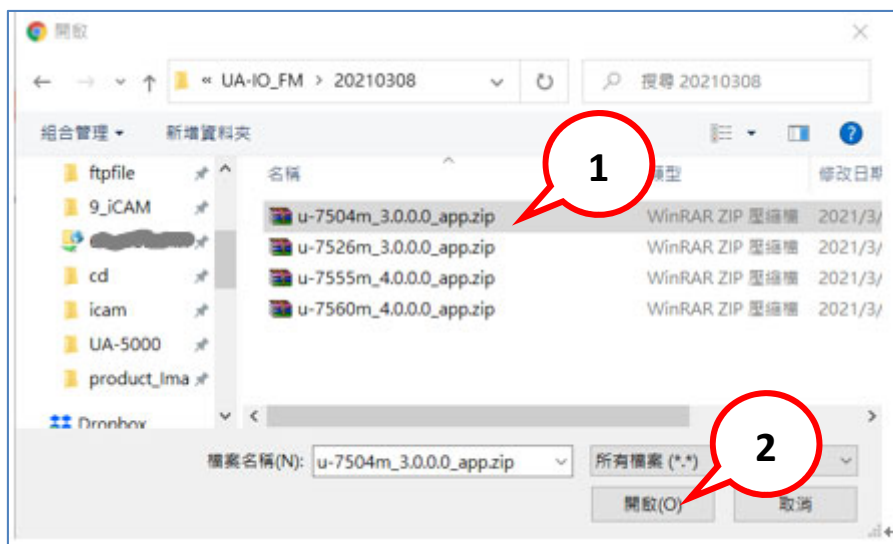 開啟
« UA-IO_FM > 20210308
搜尋 20210308
組合管理
新增資料夾
ftpfile
9_iCAM
cd
icam
UA-5000
product_Ima
Dropbox
名稱
類型
修改日期
1
u-7504m_3.0.0.0_app.zip WinRAR ZIP 壓縮檔 2021/3/
u-7526m_3.0.0.0_app.zip WinRAR ZIP 壓縮檔 2021/3/
u-7555m_4.0.0.0_app.zip WinRAR ZIP 壓縮檔 2021/3/
u-7560m_4.0.0.0_app.zip WinRAR ZIP 壓縮檔 2021/3/
檔案名稱(N): u-7504m_3.0.0.0_app.zip
所有檔案 (*.*)
2
開啟(O)
取消